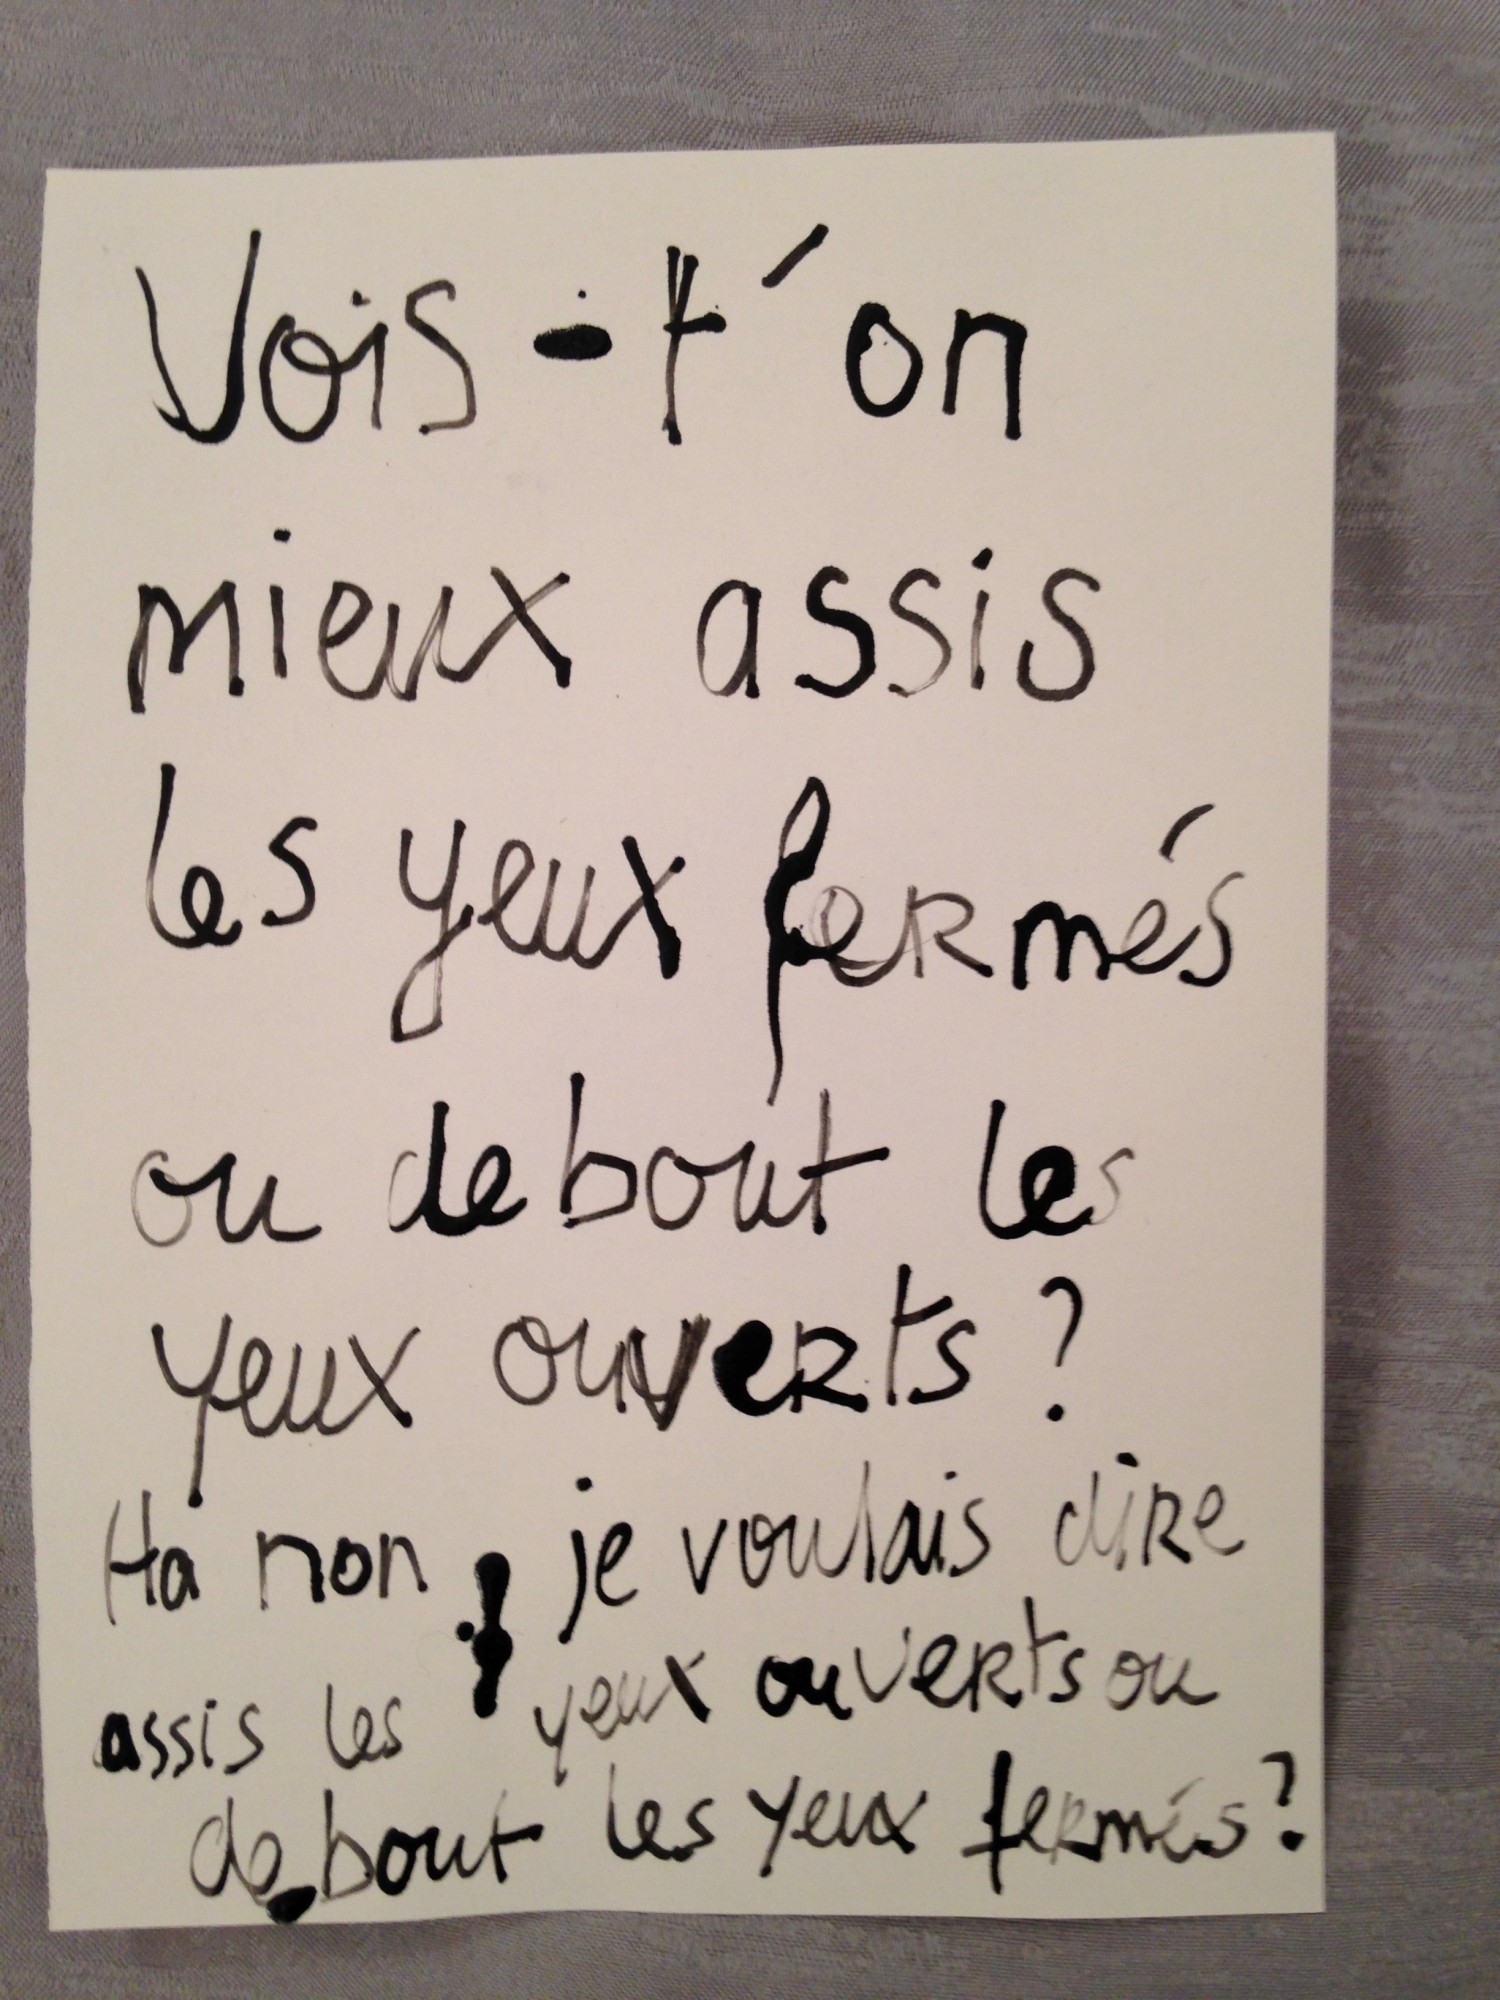 Vois-t'on
mieux assis
les yeux fermés
ou debout les
yeux ouverts ?
Ha non, je voulais dire
assis les yeux ouverts ou
debout les yeux fermés ?